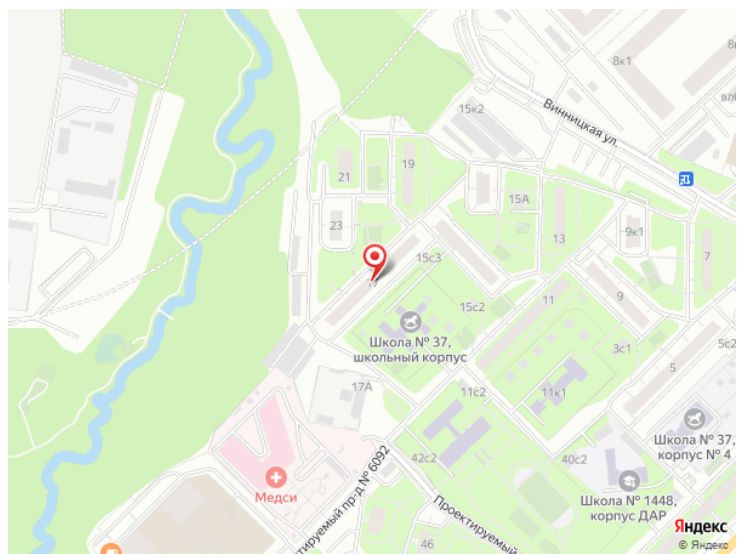 8к1
вл6
Винницкая ул.
15к2
19
21
15А
23
9к1
13
7
15с3
17
9
11
15с2
5с2
3с1
Школа № 37,
школьный корпус
5
17А
11с2
11к1
Школа № 37,
корпус № 4
42с2
40с2
Медси
Проектируемый пр-д № 6092
Школа № 1448,
корпус ДАР
Проектируемый
46
Яндекс
© Яндекс